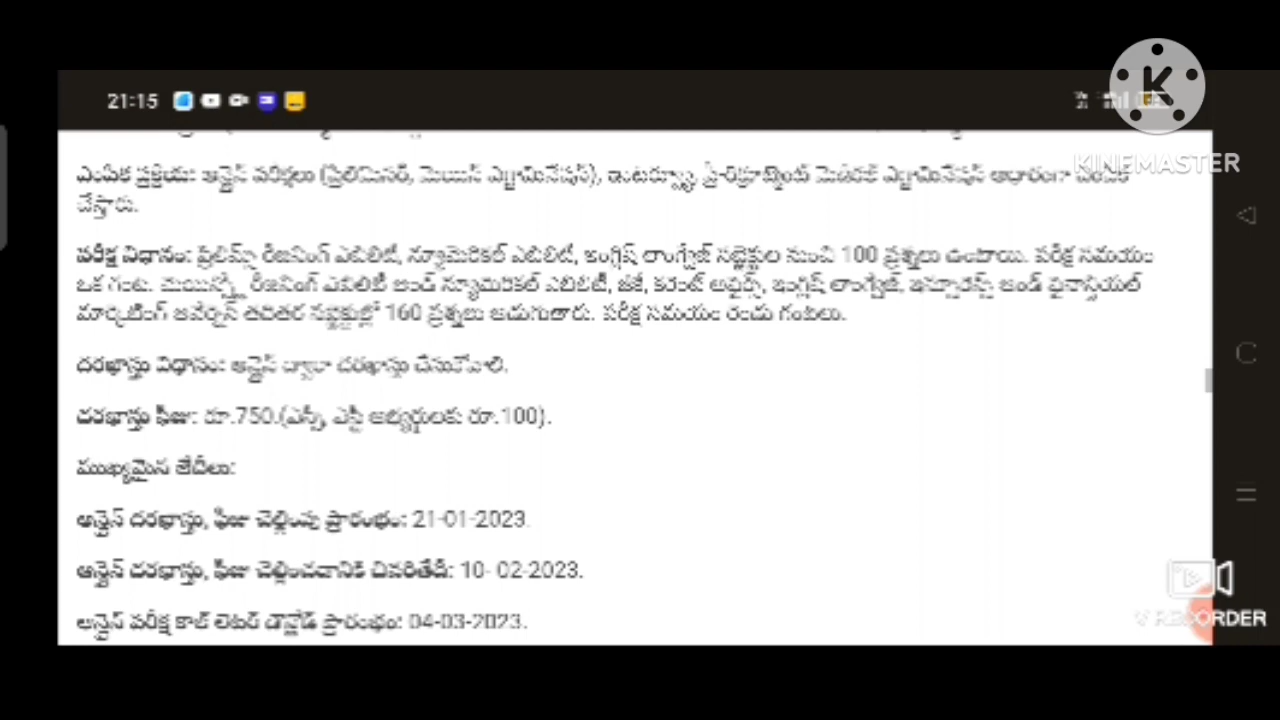 21:15
KINEMASTER
ఎంపిక ప్రక్రియ: ఆన్లైన్ పరీక్షలు (ప్రిలిమినరీ, మెయిన్ ఎగ్జామినేషన్), ఇంటర్వ్యూ, ప్రీ-రిక్రూట్మెంట్ మెడికల్ ఎగ్జామినేషన్ ఆధారంగా ఎంపిక
చేస్తారు.
పరీక్ష విధానం: ప్రిలిమ్స్ రీజనింగ్ ఎబిలిటీ, న్యూమెరికల్ ఎబిలిటీ, ఇంగ్లిష్ లాంగ్వేజ్ సబ్జెక్టుల నుంచి 100 ప్రశ్నలు ఉంటాయి. పరీక్ష సమయం
ఒక గంట. మెయిన్స్లో రీజనింగ్ ఎబిలిటీ అండ్ న్యూమెరికల్ ఎబిలిటీ, జీకే, కరెంట్ అఫైర్స్, ఇంగ్లిష్ లాంగ్వేజ్, ఇన్సూరెన్స్ అండ్ ఫైనాన్షియల్
మార్కెటింగ్ అవేర్నెస్ తదితర సబ్జెక్టుల్లో 160 ప్రశ్నలు అడుగుతారు. పరీక్ష సమయం రెండు గంటలు.
దరఖాస్తు విధానం: ఆన్లైన్ ద్వారా దరఖాస్తు చేసుకోవాలి.
దరఖాస్తు ఫీజు: రూ.750.(ఎస్సీ, ఎస్టీ అభ్యర్థులకు రూ.100).
ముఖ్యమైన తేదీలు:
ఆన్లైన్ దరఖాస్తు, ఫీజు చెల్లింపు ప్రారంభం: 21-01-2023.
ఆన్లైన్ దరఖాస్తు, ఫీజు చెల్లించడానికి చివరితేదీ: 10- 02-2023.
ఆన్లైన్ పరీక్ష కాల్ లెటర్ డౌన్లోడ్ ప్రారంభం: 04-03-2023.
V RECORDER